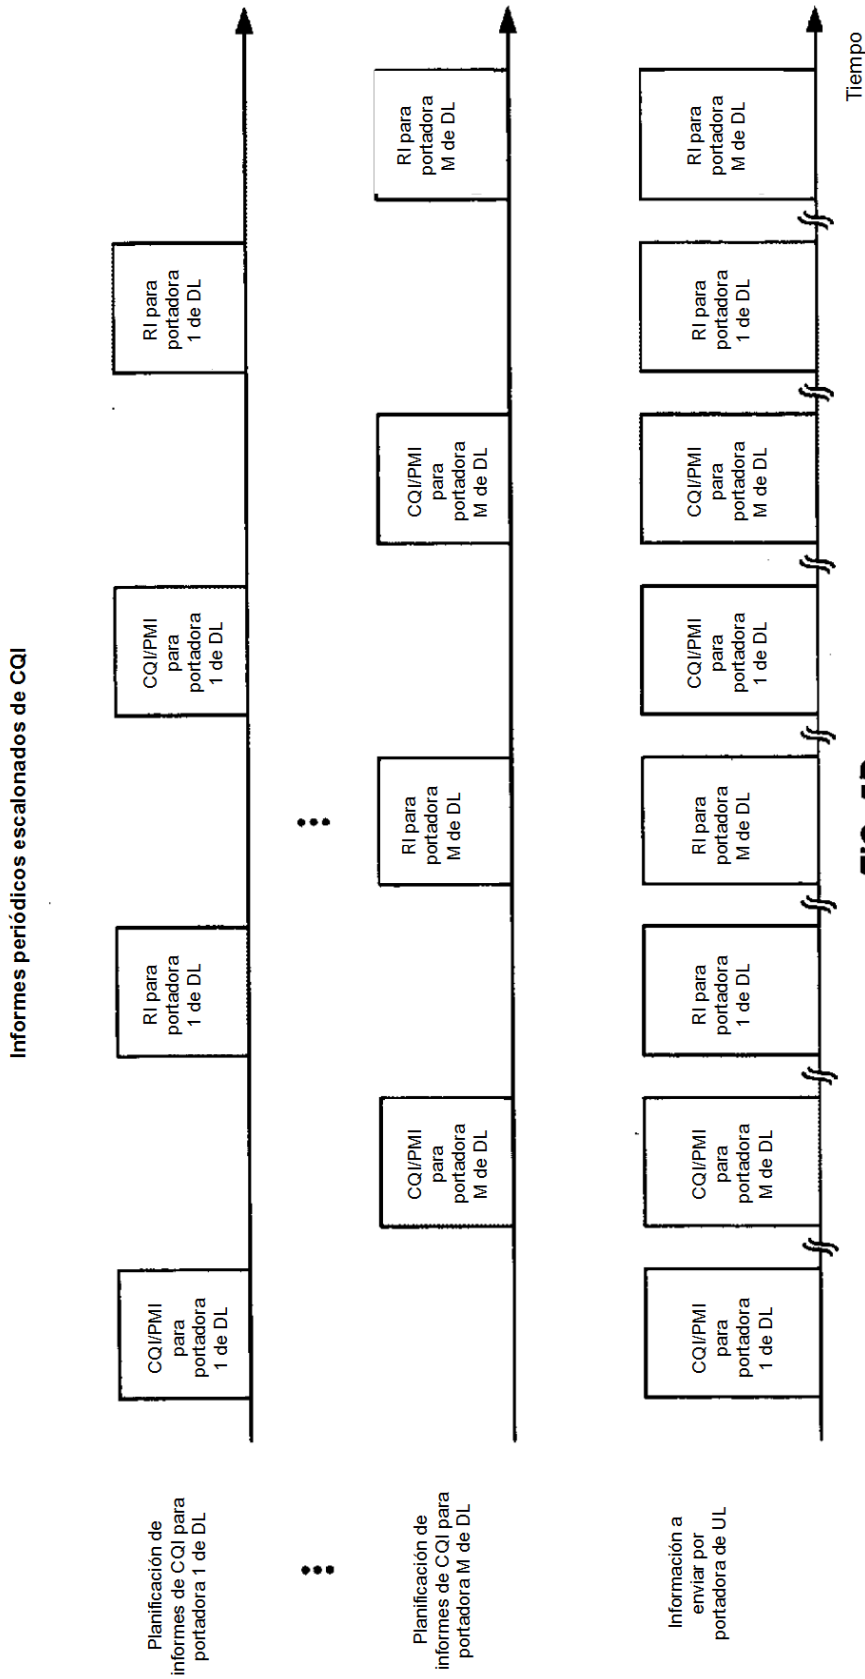 Informes periódicos escalonados de CQI
Planificación de
informes de CQI para
portadora 1 de DL
CQI/PMI
para
portadora
1 de DL
RI para
portadora
1 de DL
CQI/PMI
para
portadora
1 de DL
RI para
portadora
1 de DL
Planificación de
informes de CQI para
portadora M de DL
CQI/PMI
para
portadora
M de DL
RI para
portadora
M de DL
CQI/PMI
para
portadora
M de DL
RI para
portadora
M de DL
Información a
enviar por
portadora de UL
CQI/PMI
para
portadora
1 de DL
CQI/PMI
para
portadora
M de DL
RI para
portadora
1 de DL
RI para
portadora
M de DL
CQI/PMI
para
portadora
1 de DL
CQI/PMI
para
portadora
M de DL
RI para
portadora
1 de DL
RI para
portadora
M de DL
Tiempo